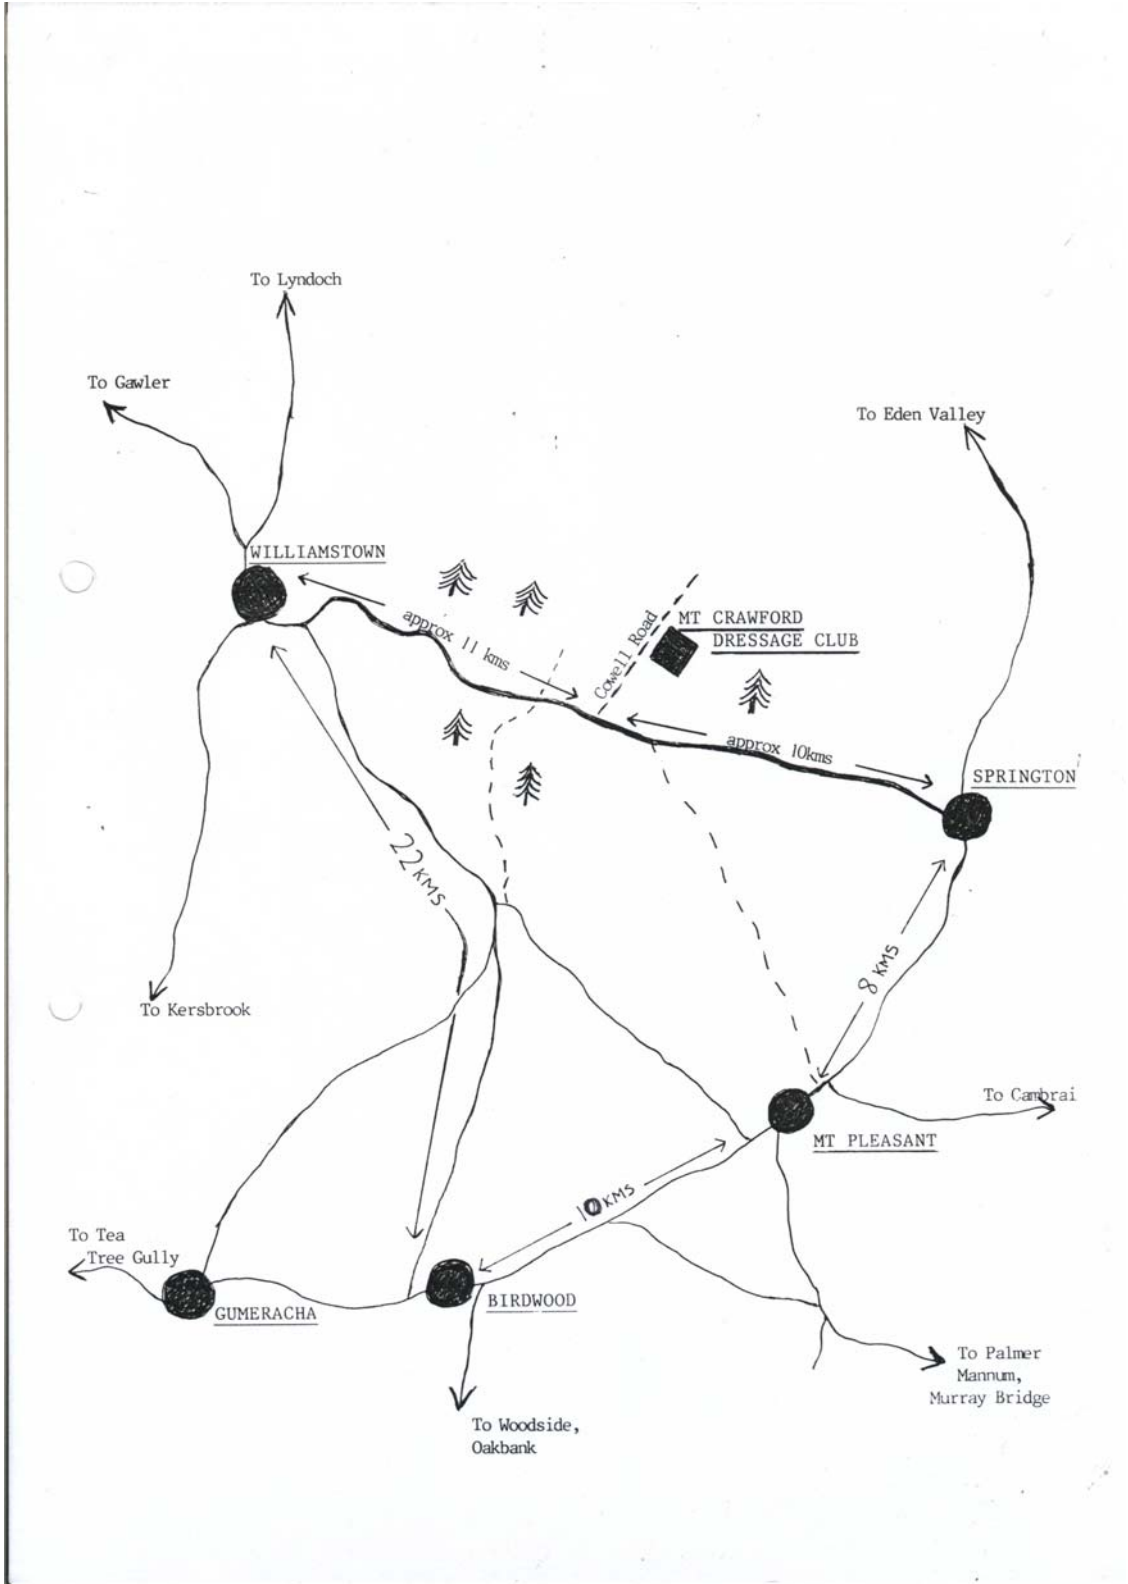 To Lyndoch
To Gawler
To Eden Valley
WILLIAMSTOWN
approx 11 kms
Cowell Road
MT CRAWFORD
DRESSAGE CLUB
approx 10kms
SPRINGTON
22 KMS
8 KMS
To Kersbrook
To Cambrai
MT PLEASANT
10 KMS
To Tea
Tree Gully
GUMERACHA
BIRDWOOD
To Palmer
Mannum,
Murray Bridge
To Woodside,
Oakbank